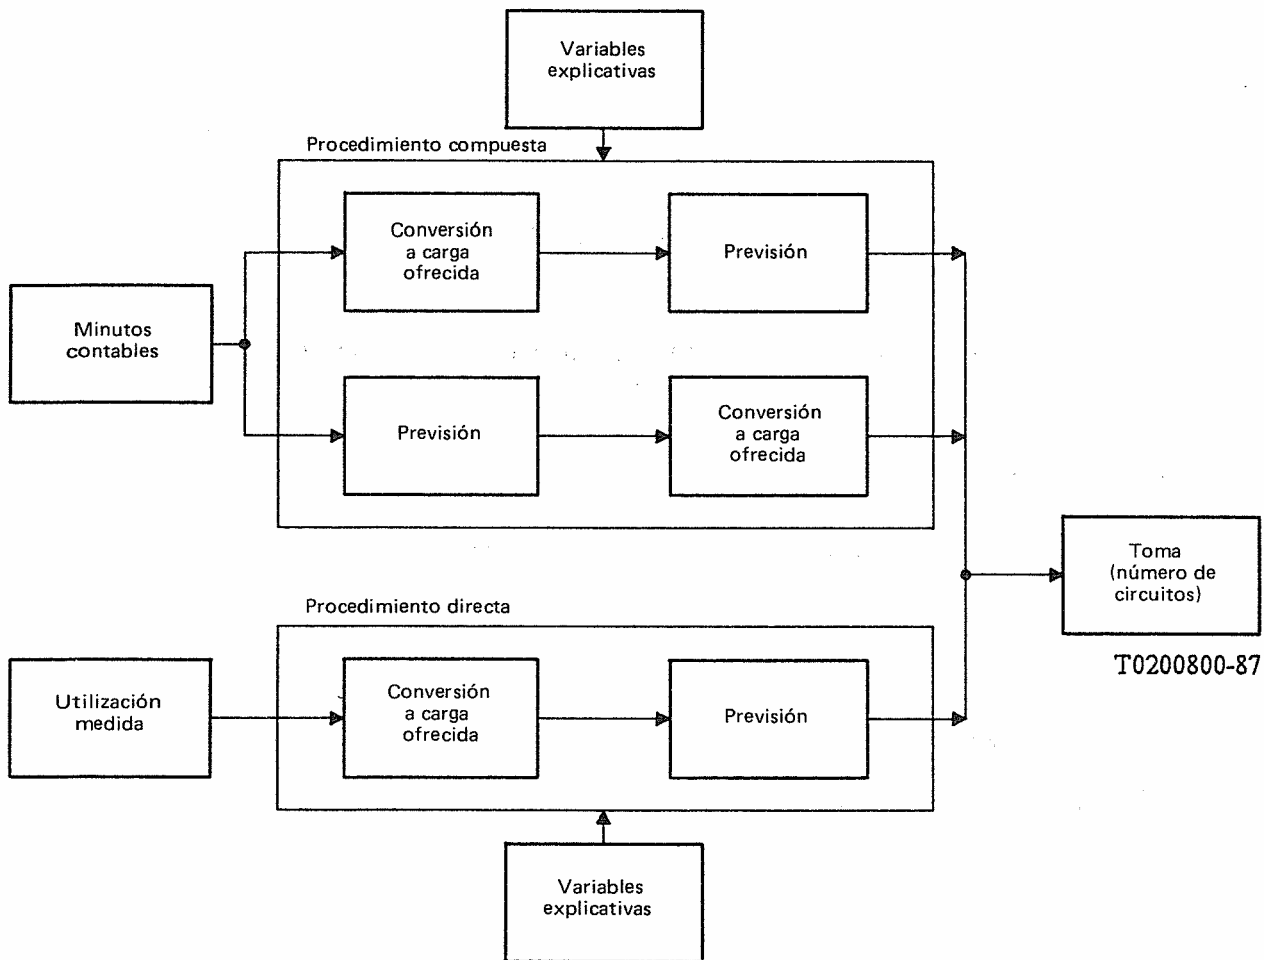 Variables
explicativas
Procedimiento compuesta
Conversión
a carga
ofrecida
Previsión
Minutos
contables
Previsión
Conversión
a carga
ofrecida
Toma
(número de
circuitos)
T0200800-87
Procedimiento directa
Utilización
medida
Conversión
a carga
ofrecida
Previsión
Variables
explicativas